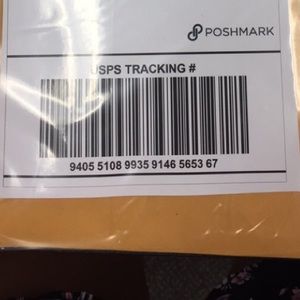 POSHMARK
USPS TRACKING #
9405 5108 9935 9146 5653 67